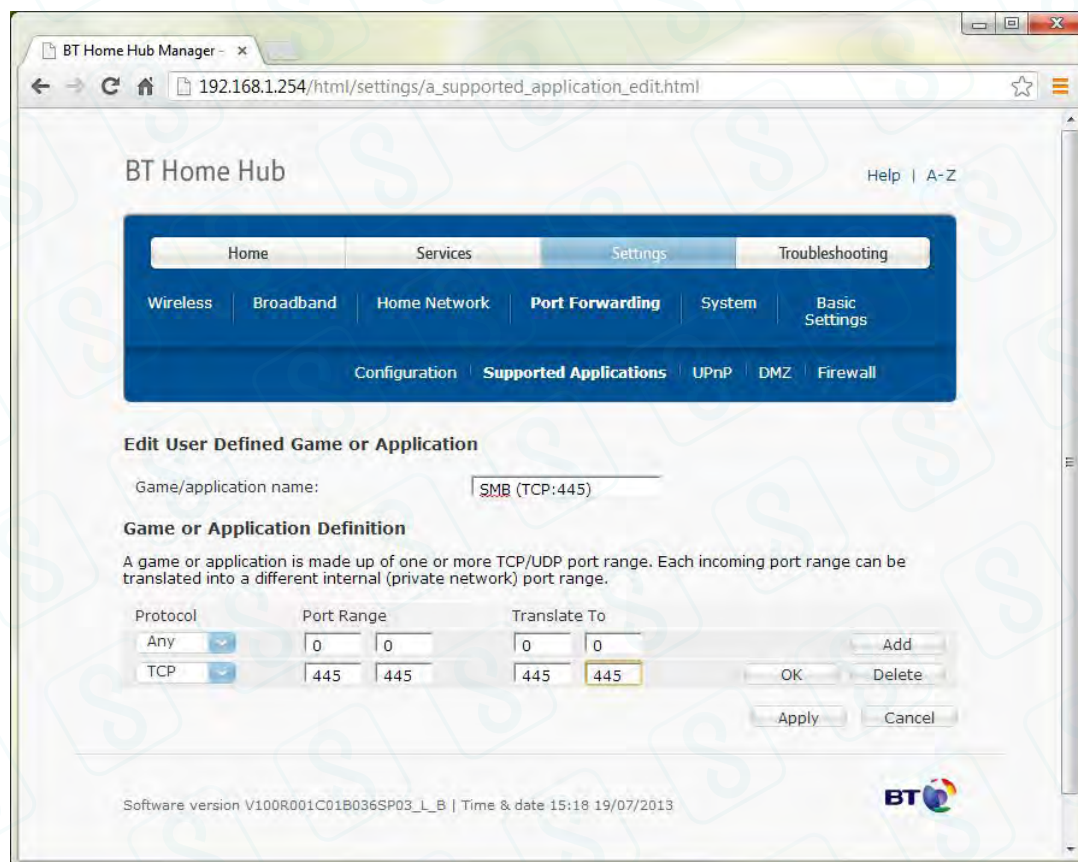 BT Home Hub Manager - ×
192.168.1.254/html/settings/a_supported_application_edit.html
BT Home Hub
Help | A-Z
Home Services Settings Troubleshooting
Wireless Broadband Home Network Port Forwarding System Basic Settings
Configuration Supported Applications UPnP DMZ Firewall
Edit User Defined Game or Application
Game/application name: SMB (TCP:445)
Game or Application Definition
A game or application is made up of one or more TCP/UDP port range. Each incoming port range can be
translated into a different internal (private network) port range.
Protocol Port Range Translate To
Any 0 0 0 0 Add
TCP 445 445 445 445 OK Delete
Apply Cancel
Software version V100R001C01B036SP03_L_B | Time & date 15:18 19/07/2013
BT